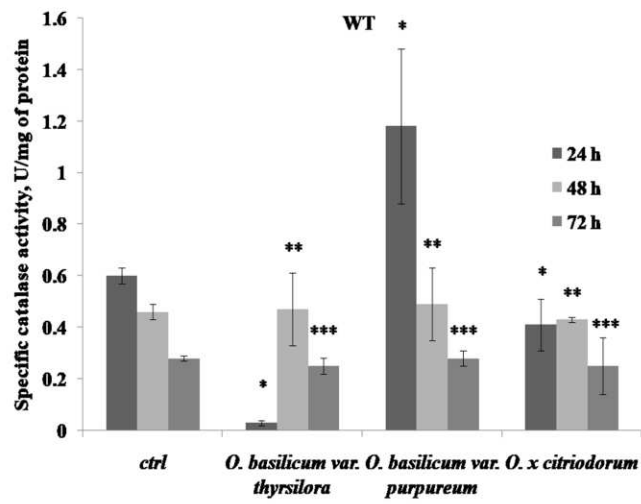 Specific catalase activity, U/mg of protein
1.6
1.4
1.2
1
0.8
0.6
0.4
0.2
0
WT
*
**
***
*
**
***
*
**
***
24 h
48 h
72 h
ctrl
O. basilicum var.
thyrsilora
O. basilicum var.
purpureum
O. x citriodorum